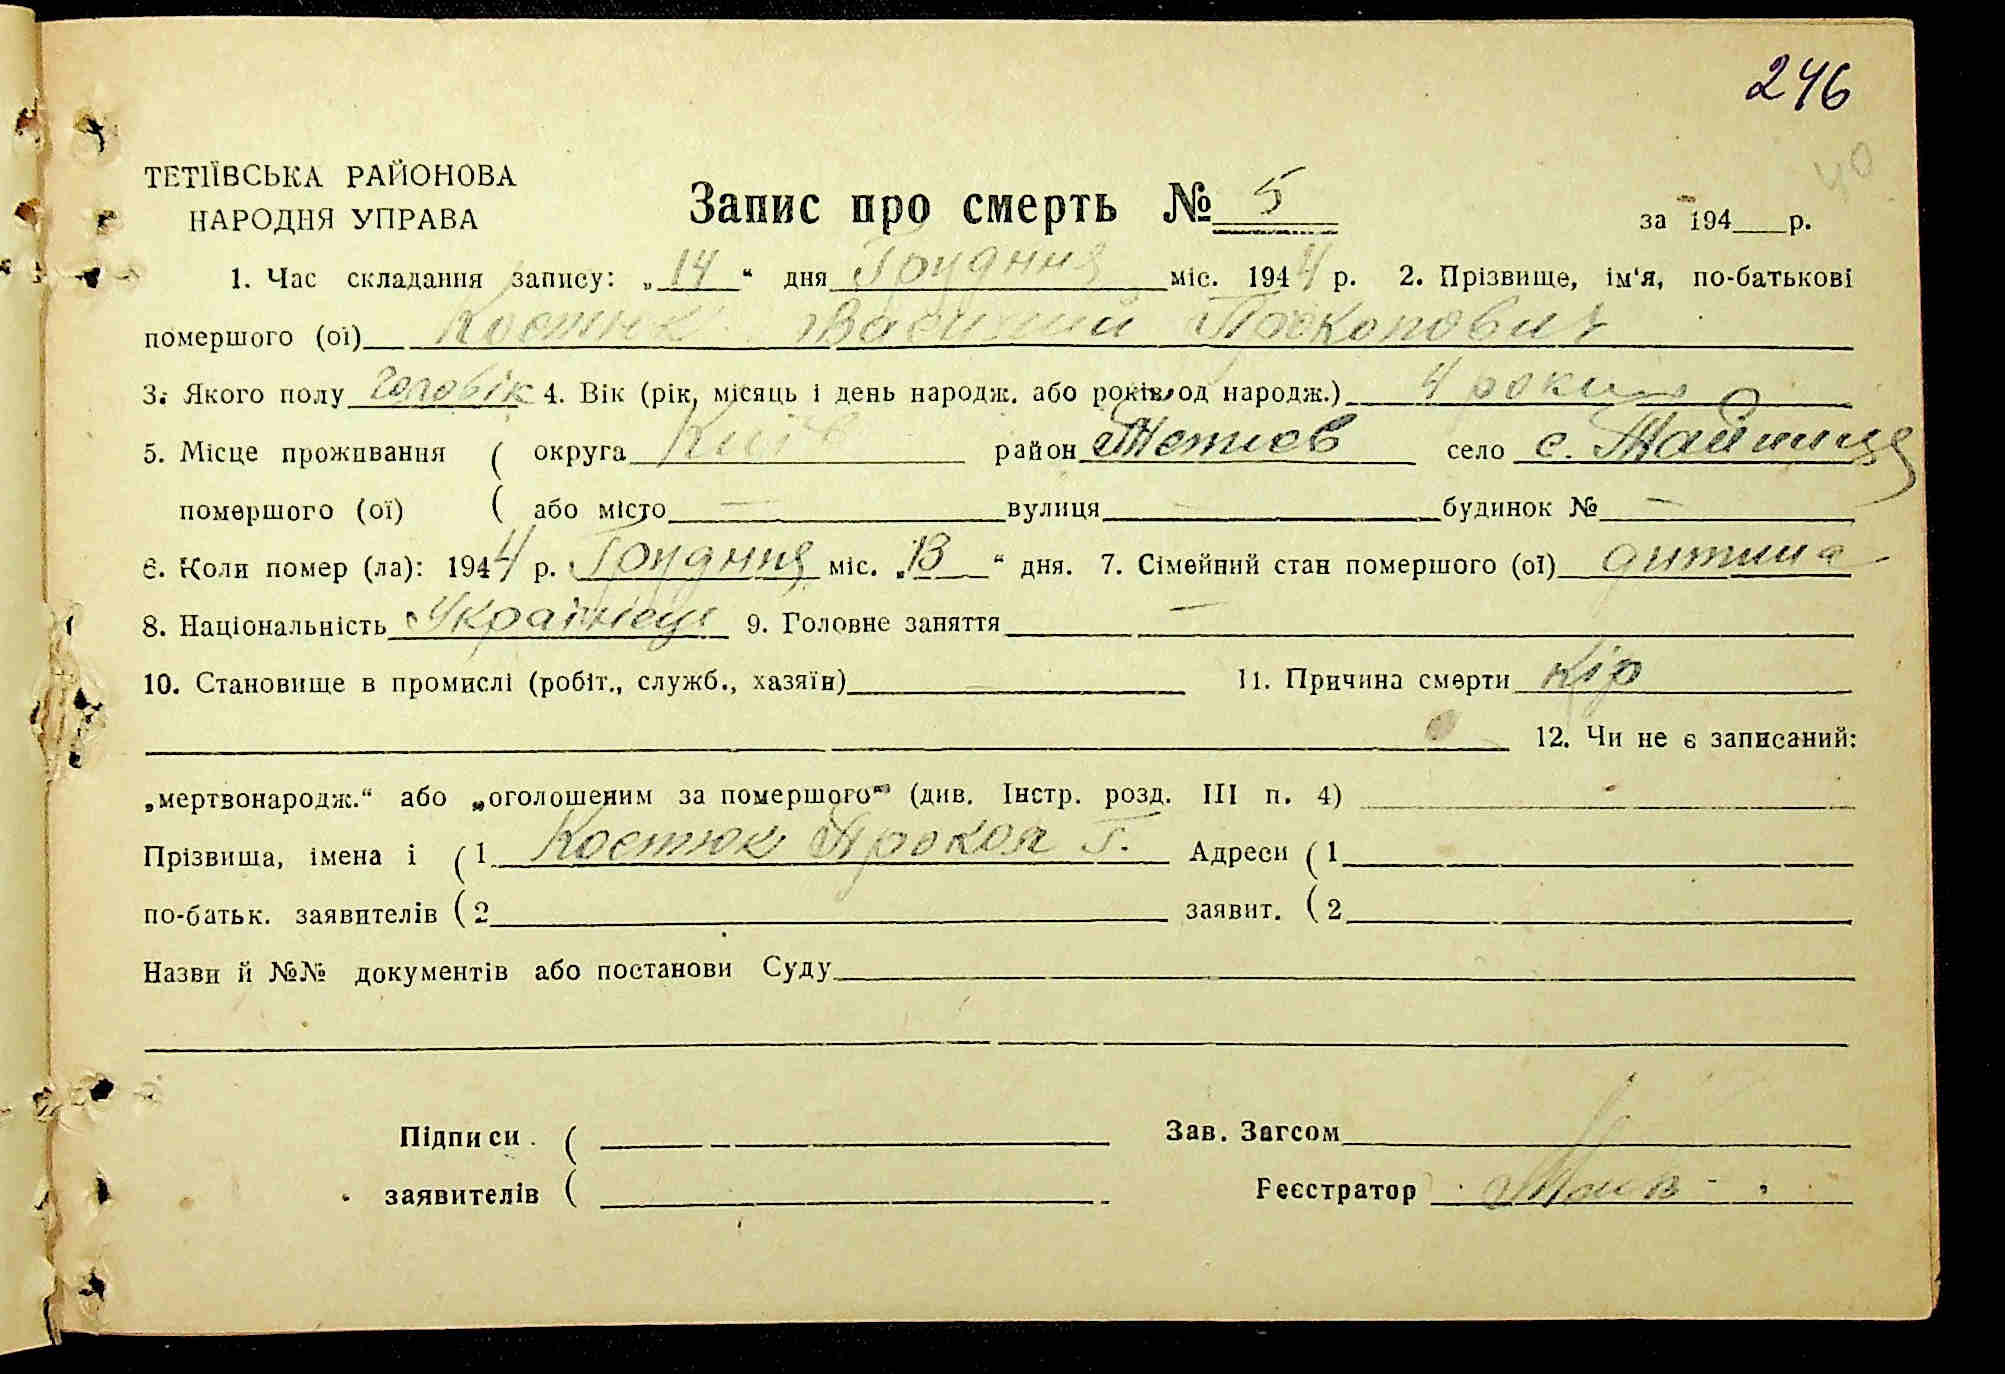 246
40
ТЕТІЇВСЬКА РАЙОНОВА
НАРОДНЯ УПРАВА
Запис про смерть № 5
за 194 р.
1. Час складання запису: „14“ дня Грудння міс. 1944 р. 2. Прізвище, ім'я, по-батькові
помершого (ої) Костюк Василий Прокопович
3. Якого полу Чоловік 4. Вік (рік, місяць і день народж. або років од народж.) 4 роки
5. Місце проживання ( округа Київ район Тетиев село с.
помершого (ої) ( або місто — вулиця — будинок № —
6. Коли помер (ла): 1944 р. Грудння міс. „13“ дня. 7. Сімейний стан помершого (ої) дитина
8. Національність Українець 9. Головне заняття —
10. Становище в промислі (робіт., служб., хазяїн) 11. Причина смерти Кір
12. Чи не є записаний:
„мертвонародж.“ або „оголошеним за помершого“ (див. Інстр. розд. III п. 4)
Прізвища, імена і (1 Костюк Прокоп Г. Адреси (1
по-батьк. заявителів (2 заявит. (2
Назви й №№ документів або постанови Суду
Підписи ( Зав. Загсом
заявителів ( Реєстратор